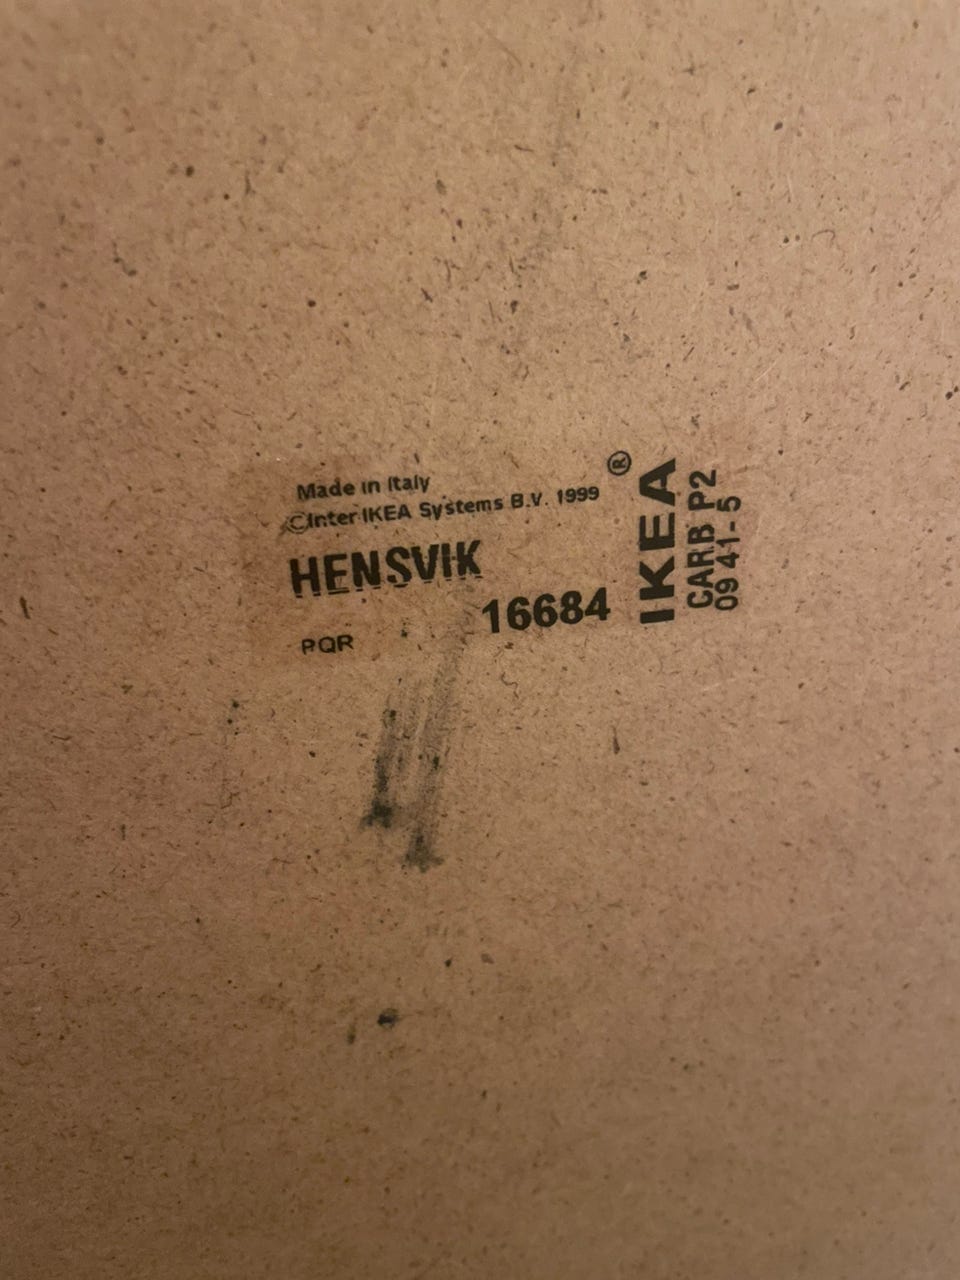 Made in Italy
©Inter IKEA Systems B.V. 1999
HENSVIK
16684
PQR
IKEA®
CARB P2
09 41-5